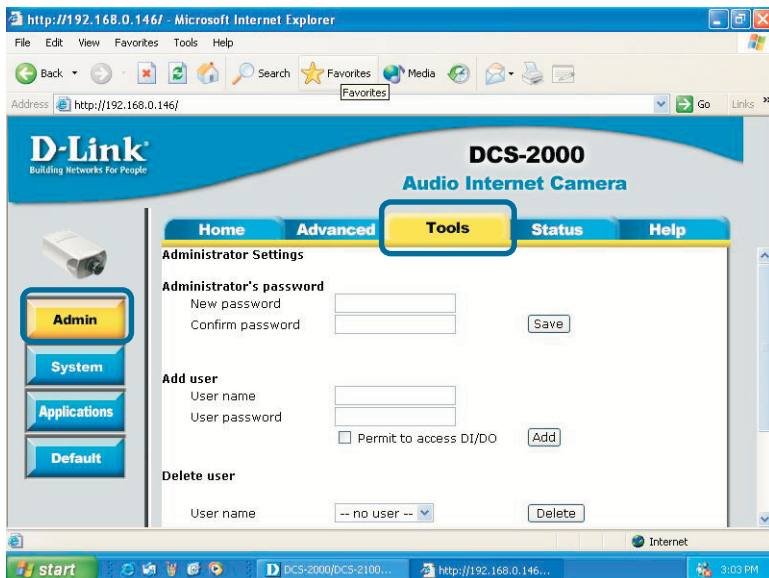 http://192.168.0.146/ - Microsoft Internet Explorer
File Edit View Favorites Tools Help
Back Search Favorites Media
Favorites
Address http://192.168.0.146/ Go Links »
D-Link
Building Networks For People
DCS-2000
Audio Internet Camera
Home Advanced Tools Status Help
Admin
System
Applications
Default
Administrator Settings
Administrator's password
New password
Confirm password Save
Add user
User name
User password
Permit to access DI/DO Add
Delete user
User name -- no user -- Delete
Internet
start DCS-2000/DCS-2100... http://192.168.0.146... 3:03 PM